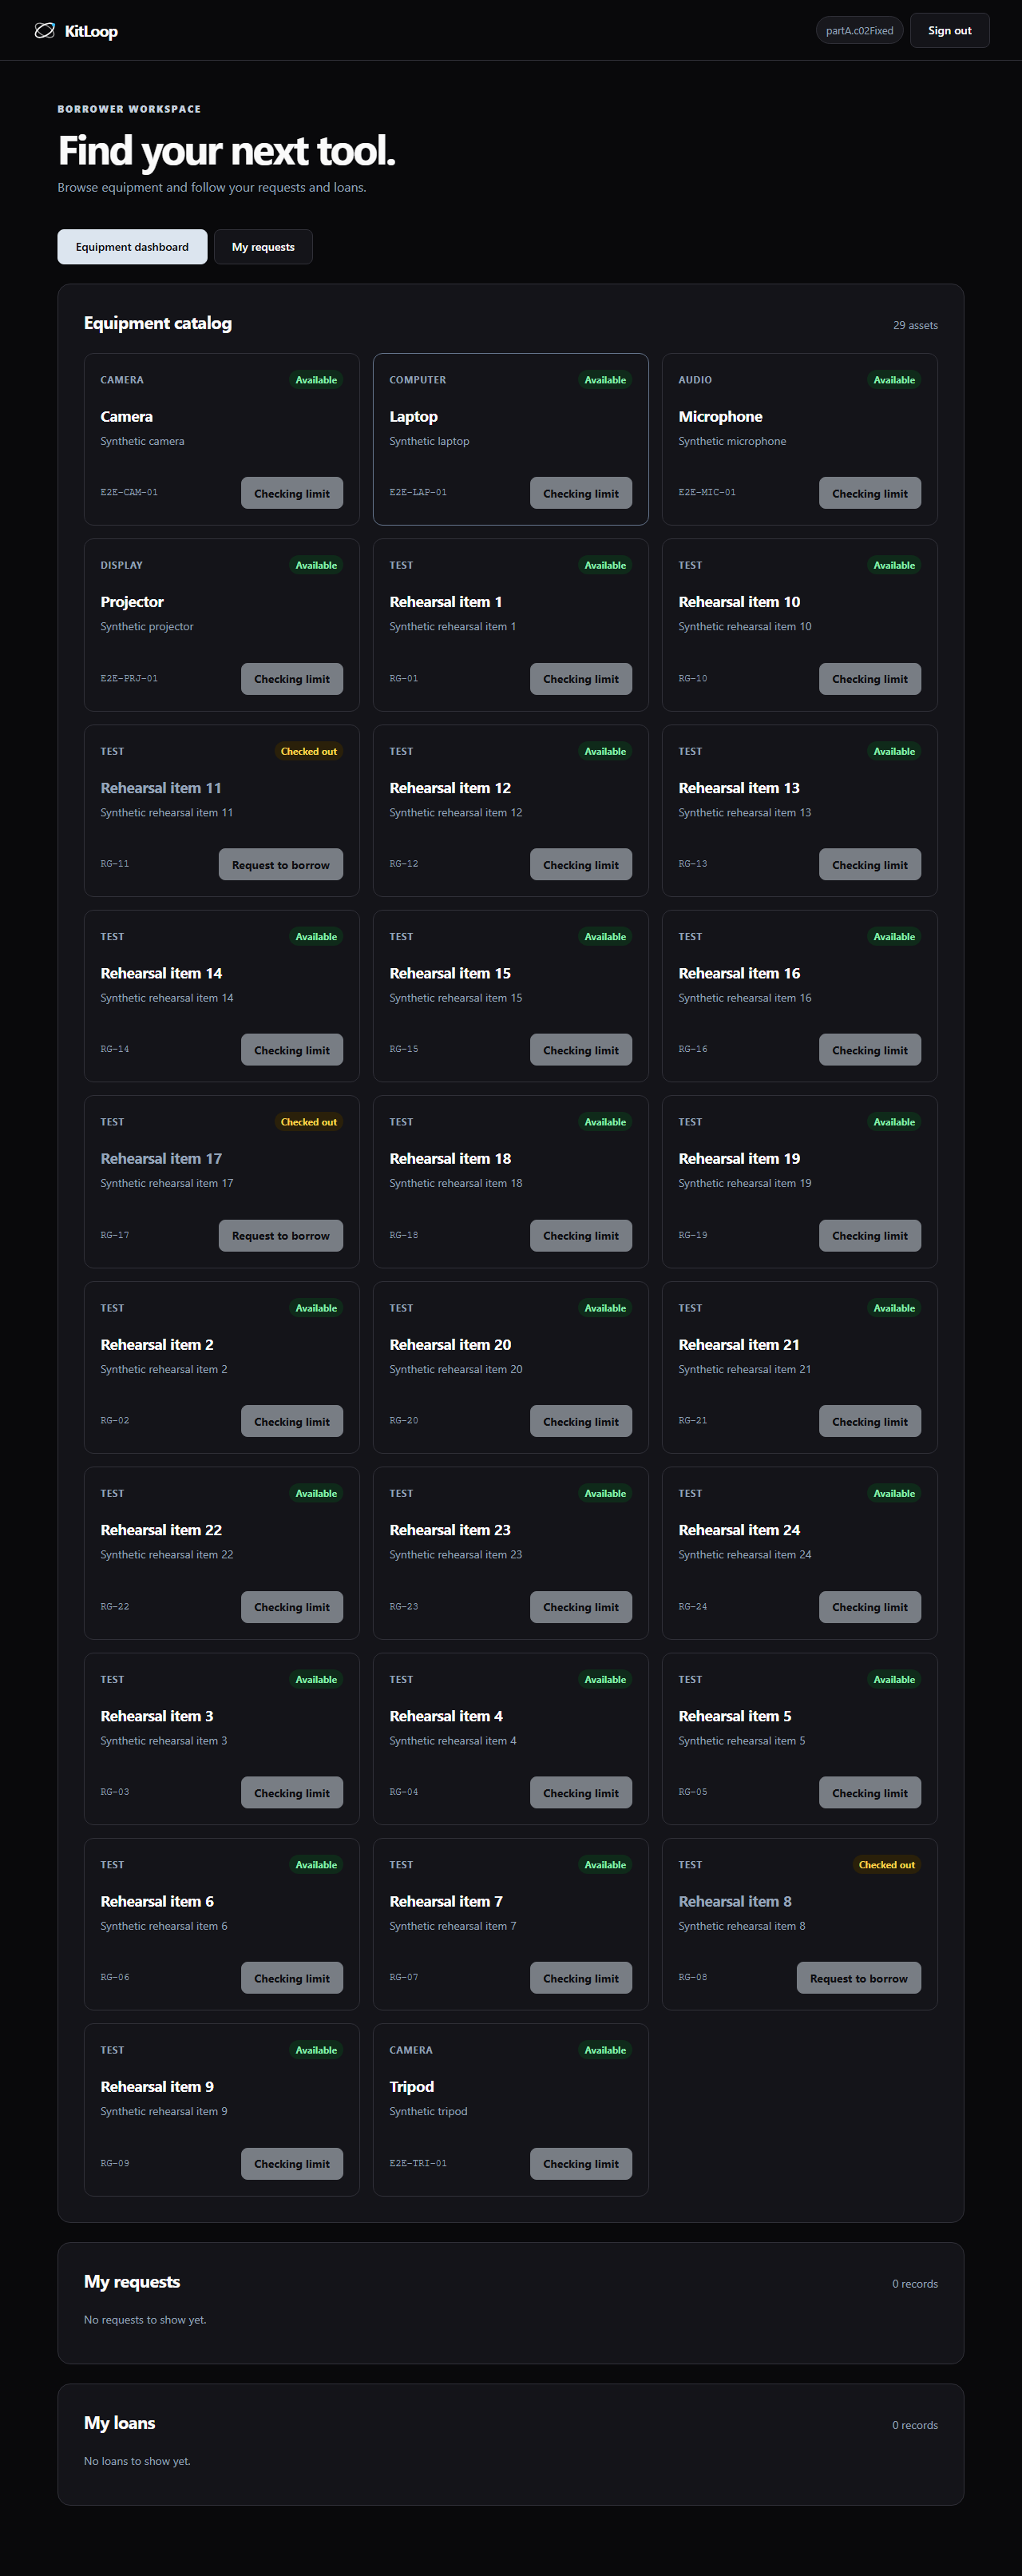 KitLoop
partA.c02Fixed
Sign out
BORROWER WORKSPACE
Find your next tool.
Browse equipment and follow your requests and loans.
Equipment dashboard
My requests
Equipment catalog
29 assets
CAMERA
Available
Camera
Synthetic camera
E2E-CAM-01
Checking limit
COMPUTER
Available
Laptop
Synthetic laptop
E2E-LAP-01
Checking limit
AUDIO
Available
Microphone
Synthetic microphone
E2E-MIC-01
Checking limit
DISPLAY
Available
Projector
Synthetic projector
E2E-PRJ-01
Checking limit
TEST
Available
Rehearsal item 1
Synthetic rehearsal item 1
RG-01
Checking limit
TEST
Available
Rehearsal item 10
Synthetic rehearsal item 10
RG-10
Checking limit
TEST
Checked out
Rehearsal item 11
Synthetic rehearsal item 11
RG-11
Request to borrow
TEST
Available
Rehearsal item 12
Synthetic rehearsal item 12
RG-12
Checking limit
TEST
Available
Rehearsal item 13
Synthetic rehearsal item 13
RG-13
Checking limit
TEST
Available
Rehearsal item 14
Synthetic rehearsal item 14
RG-14
Checking limit
TEST
Available
Rehearsal item 15
Synthetic rehearsal item 15
RG-15
Checking limit
TEST
Available
Rehearsal item 16
Synthetic rehearsal item 16
RG-16
Checking limit
TEST
Checked out
Rehearsal item 17
Synthetic rehearsal item 17
RG-17
Request to borrow
TEST
Available
Rehearsal item 18
Synthetic rehearsal item 18
RG-18
Checking limit
TEST
Available
Rehearsal item 19
Synthetic rehearsal item 19
RG-19
Checking limit
TEST
Available
Rehearsal item 2
Synthetic rehearsal item 2
RG-02
Checking limit
TEST
Available
Rehearsal item 20
Synthetic rehearsal item 20
RG-20
Checking limit
TEST
Available
Rehearsal item 21
Synthetic rehearsal item 21
RG-21
Checking limit
TEST
Available
Rehearsal item 22
Synthetic rehearsal item 22
RG-22
Checking limit
TEST
Available
Rehearsal item 23
Synthetic rehearsal item 23
RG-23
Checking limit
TEST
Available
Rehearsal item 24
Synthetic rehearsal item 24
RG-24
Checking limit
TEST
Available
Rehearsal item 3
Synthetic rehearsal item 3
RG-03
Checking limit
TEST
Available
Rehearsal item 4
Synthetic rehearsal item 4
RG-04
Checking limit
TEST
Available
Rehearsal item 5
Synthetic rehearsal item 5
RG-05
Checking limit
TEST
Available
Rehearsal item 6
Synthetic rehearsal item 6
RG-06
Checking limit
TEST
Available
Rehearsal item 7
Synthetic rehearsal item 7
RG-07
Checking limit
TEST
Checked out
Rehearsal item 8
Synthetic rehearsal item 8
RG-08
Request to borrow
TEST
Available
Rehearsal item 9
Synthetic rehearsal item 9
RG-09
Checking limit
CAMERA
Available
Tripod
Synthetic tripod
E2E-TRI-01
Checking limit
My requests
0 records
No requests to show yet.
My loans
0 records
No loans to show yet.